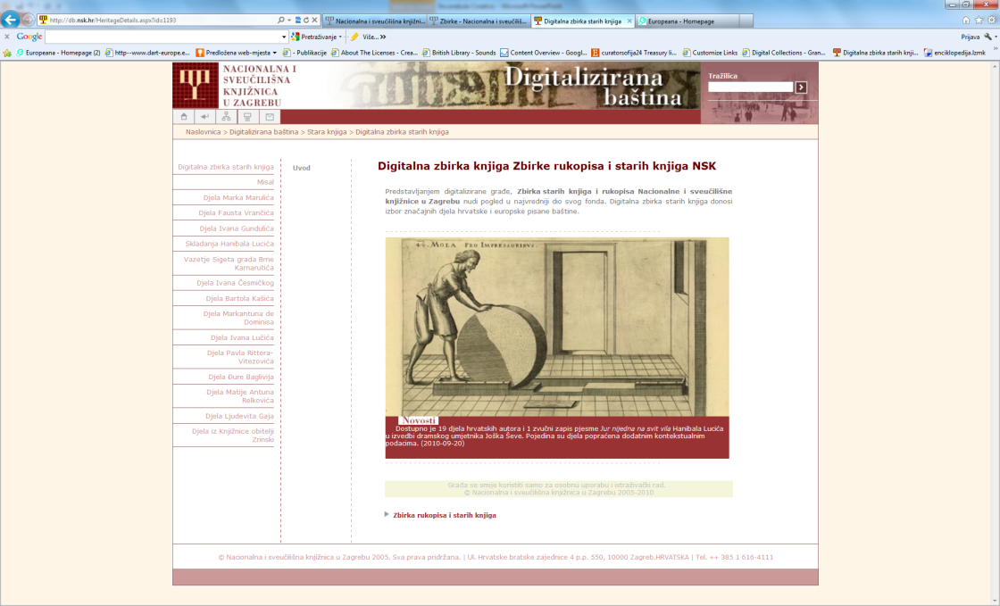 http://db.nsk.hr/HeritageDetails.aspx?id=1193
Nacionalna i sveučilišna knjižni...
Zbirke - Nacionalna i sveučiliš...
Digitalna zbirka starih knjiga
Europeana - Homepage
Google
Pretraživanje
Više...
Prijava
Europeana - Homepage (2)
http--www.dart-europe.e...
Predložena web-mjesta
- Publikacije
About The Licenses - Crea...
British Library - Sounds
Content Overview - Googl...
curatorsofija24 Treasury li...
Customize Links
Digital Collections - Gran...
Digitalna zbirka starih knji...
enciklopedija.lzmk
NACIONALNA I
SVEUČILIŠNA
KNJIŽNICA
U ZAGREBU
Digitalizirana
baština
Tražilica
Naslovnica > Digitalizirana baština > Stara knjiga > Digitalna zbirka starih knjiga
Digitalna zbirka starih knjiga
Misal
Djela Marka Marulića
Djela Fausta Vrančića
Djela Ivana Gundulića
Skladanja Hanibala Lucića
Vazetje Sigeta grada Brne
Karnarutića
Djela Ivana Česmičkog
Djela Bartola Kašića
Djela Markantuna de
Dominisa
Djela Ivana Lučića
Djela Pavla Rittera-
Vitezovića
Djela Đure Baglivija
Djela Matije Antuna
Relkovića
Djela Ljudevita Gaja
Djela iz Knjižnice obitelji
Zrinski
Uvod
Digitalna zbirka knjiga Zbirke rukopisa i starih knjiga NSK
Predstavljanjem digitalizirane građe, Zbirka starih knjiga i rukopisa Nacionalne i sveučilišne
knjižnice u Zagrebu nudi pogled u najvredniji dio svog fonda. Digitalna zbirka starih knjiga donosi
izbor značajnih djela hrvatske i europske pisane baštine.
44. MOLA PRO IMPRESSORIBVS.
Novosti
Dostupno je 19 djela hrvatskih autora i 1 zvučni zapis pjesme Jur nijedna na svit vila Hanibala Lucića
u izvedbi dramskog umjetnika Joška Ševe. Pojedina su djela popraćena dodatnim kontekstualnim
podacima. (2010-09-20)
Građa se smije koristiti samo za osobnu uporabu i istraživački rad.
© Nacionalna i sveučilišna knjižnica u Zagrebu 2005-2010
Zbirka rukopisa i starih knjiga
© Nacionalna i sveučilišna knjižnica u Zagrebu 2005. Sva prava pridržana. | Ul. Hrvatske bratske zajednice 4 p.p. 550, 10000 Zagreb.HRVATSKA | Tel. ++ 385 1 616-4111